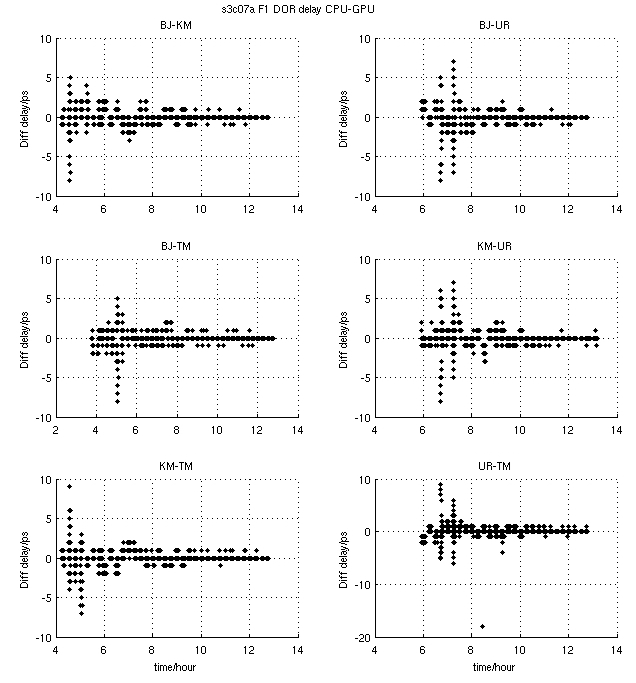 s3c07a F1 DOR delay CPU-GPU
BJ-KM
BJ-UR
10
5
0
-5
-10
Diff delay/ps
4 6 8 10 12 14
10
5
0
-5
-10
Diff delay/ps
4 6 8 10 12 14
BJ-TM
KM-UR
10
5
0
-5
-10
Diff delay/ps
2 4 6 8 10 12 14
10
5
0
-5
-10
Diff delay/ps
4 6 8 10 12 14
KM-TM
UR-TM
10
5
0
-5
-10
Diff delay/ps
4 6 8 10 12 14
time/hour
10
0
-10
-20
Diff delay/ps
4 6 8 10 12 14
time/hour